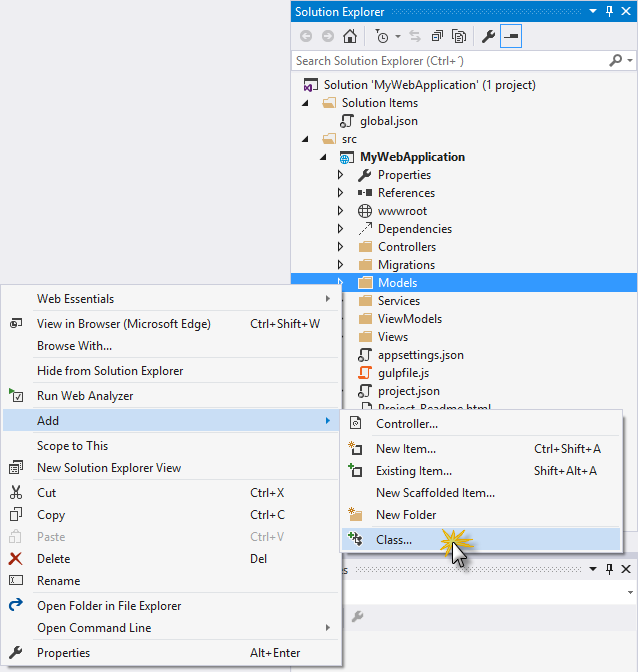 Solution Explorer
Search Solution Explorer (Ctrl+´)
Solution 'MyWebApplication' (1 project)
Solution Items
global.json
src
MyWebApplication
Properties
References
wwwroot
Dependencies
Controllers
Migrations
Models
Services
ViewModels
Views
appsettings.json
gulpfile.js
project.json
Project_Readme.html
Web Essentials
View in Browser (Microsoft Edge) Ctrl+Shift+W
Browse With...
Hide from Solution Explorer
Run Web Analyzer
Add
Scope to This
New Solution Explorer View
Cut Ctrl+X
Copy Ctrl+C
Paste Ctrl+V
Delete Del
Rename
Open Folder in File Explorer
Open Command Line
Properties Alt+Enter
Controller...
New Item... Ctrl+Shift+A
Existing Item... Shift+Alt+A
New Scaffolded Item...
New Folder
Class...